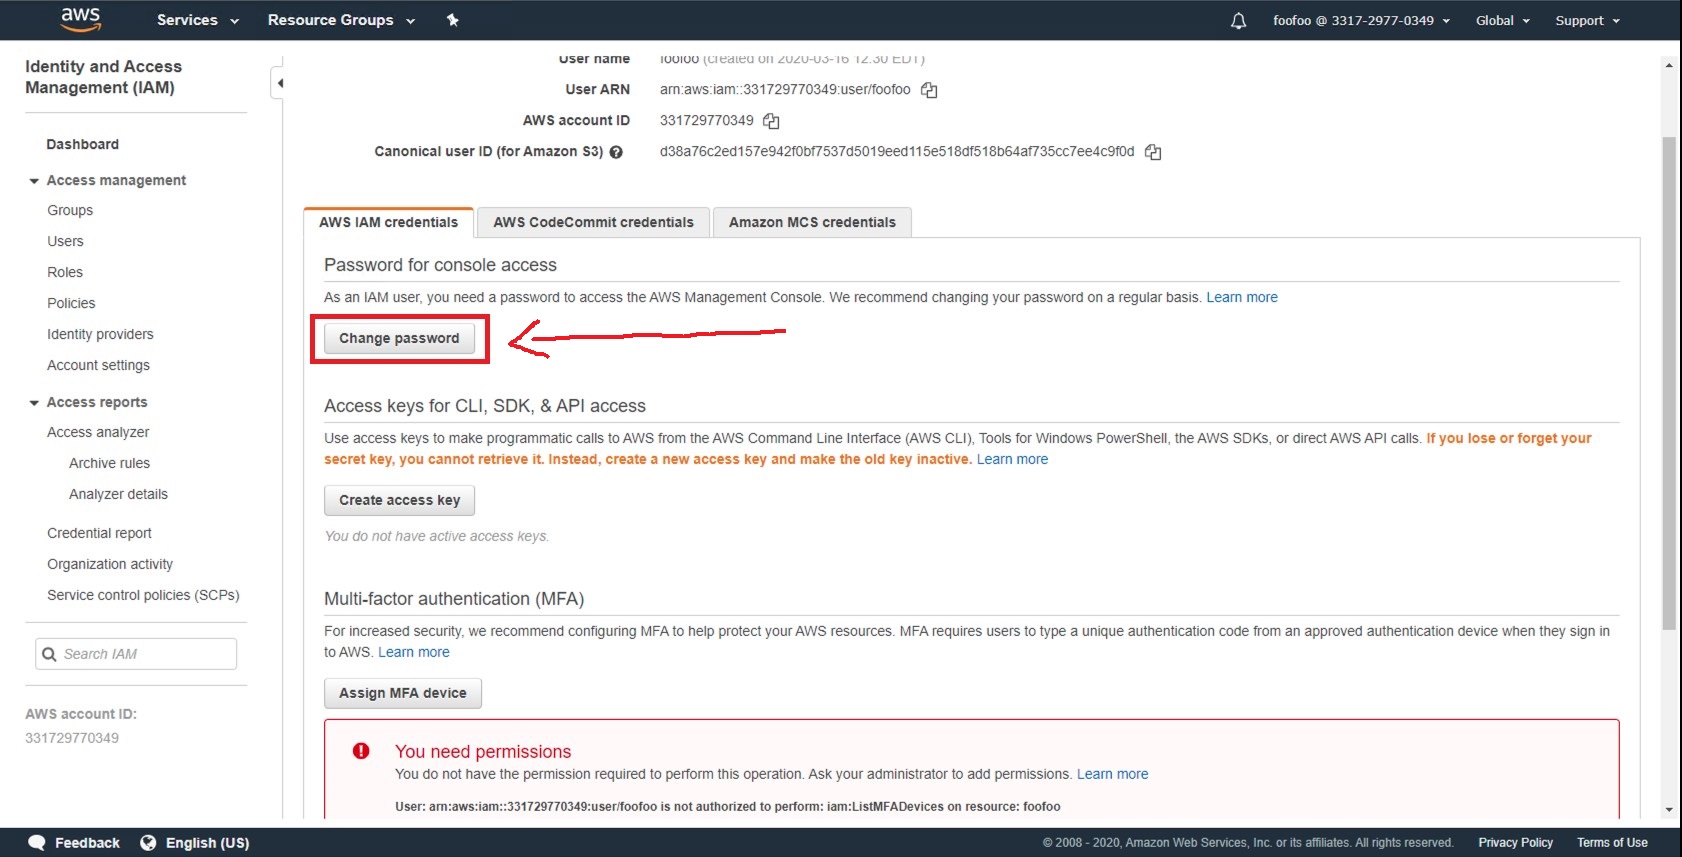 aws Services Resource Groups foofoo @ 3317-2977-0349 Global Support
Identity and Access
Management (IAM)
Dashboard
Access management
Groups
Users
Roles
Policies
Identity providers
Account settings
Access reports
Access analyzer
Archive rules
Analyzer details
Credential report
Organization activity
Service control policies (SCPs)
Search IAM
AWS account ID:
331729770349
User name foofoo (created on 2020-03-16 12:30 EDT)
User ARN arn:aws:iam::331729770349:user/foofoo
AWS account ID 331729770349
Canonical user ID (for Amazon S3) d38a76c2ed157e942f0bf7537d5019eed115e518df518b64af735cc7ee4c9f0d
AWS IAM credentials AWS CodeCommit credentials Amazon MCS credentials
Password for console access
As an IAM user, you need a password to access the AWS Management Console. We recommend changing your password on a regular basis. Learn more
Change password
Access keys for CLI, SDK, & API access
Use access keys to make programmatic calls to AWS from the AWS Command Line Interface (AWS CLI), Tools for Windows PowerShell, the AWS SDKs, or direct AWS API calls. If you lose or forget your
secret key, you cannot retrieve it. Instead, create a new access key and make the old key inactive. Learn more
Create access key
You do not have active access keys.
Multi-factor authentication (MFA)
For increased security, we recommend configuring MFA to help protect your AWS resources. MFA requires users to type a unique authentication code from an approved authentication device when they sign in
to AWS. Learn more
Assign MFA device
You need permissions
You do not have the permission required to perform this operation. Ask your administrator to add permissions. Learn more
User: arn:aws:iam::331729770349:user/foofoo is not authorized to perform: iam:ListMFADevices on resource: foofoo
Feedback English (US) © 2008 - 2020, Amazon Web Services, Inc. or its affiliates. All rights reserved. Privacy Policy Terms of Use